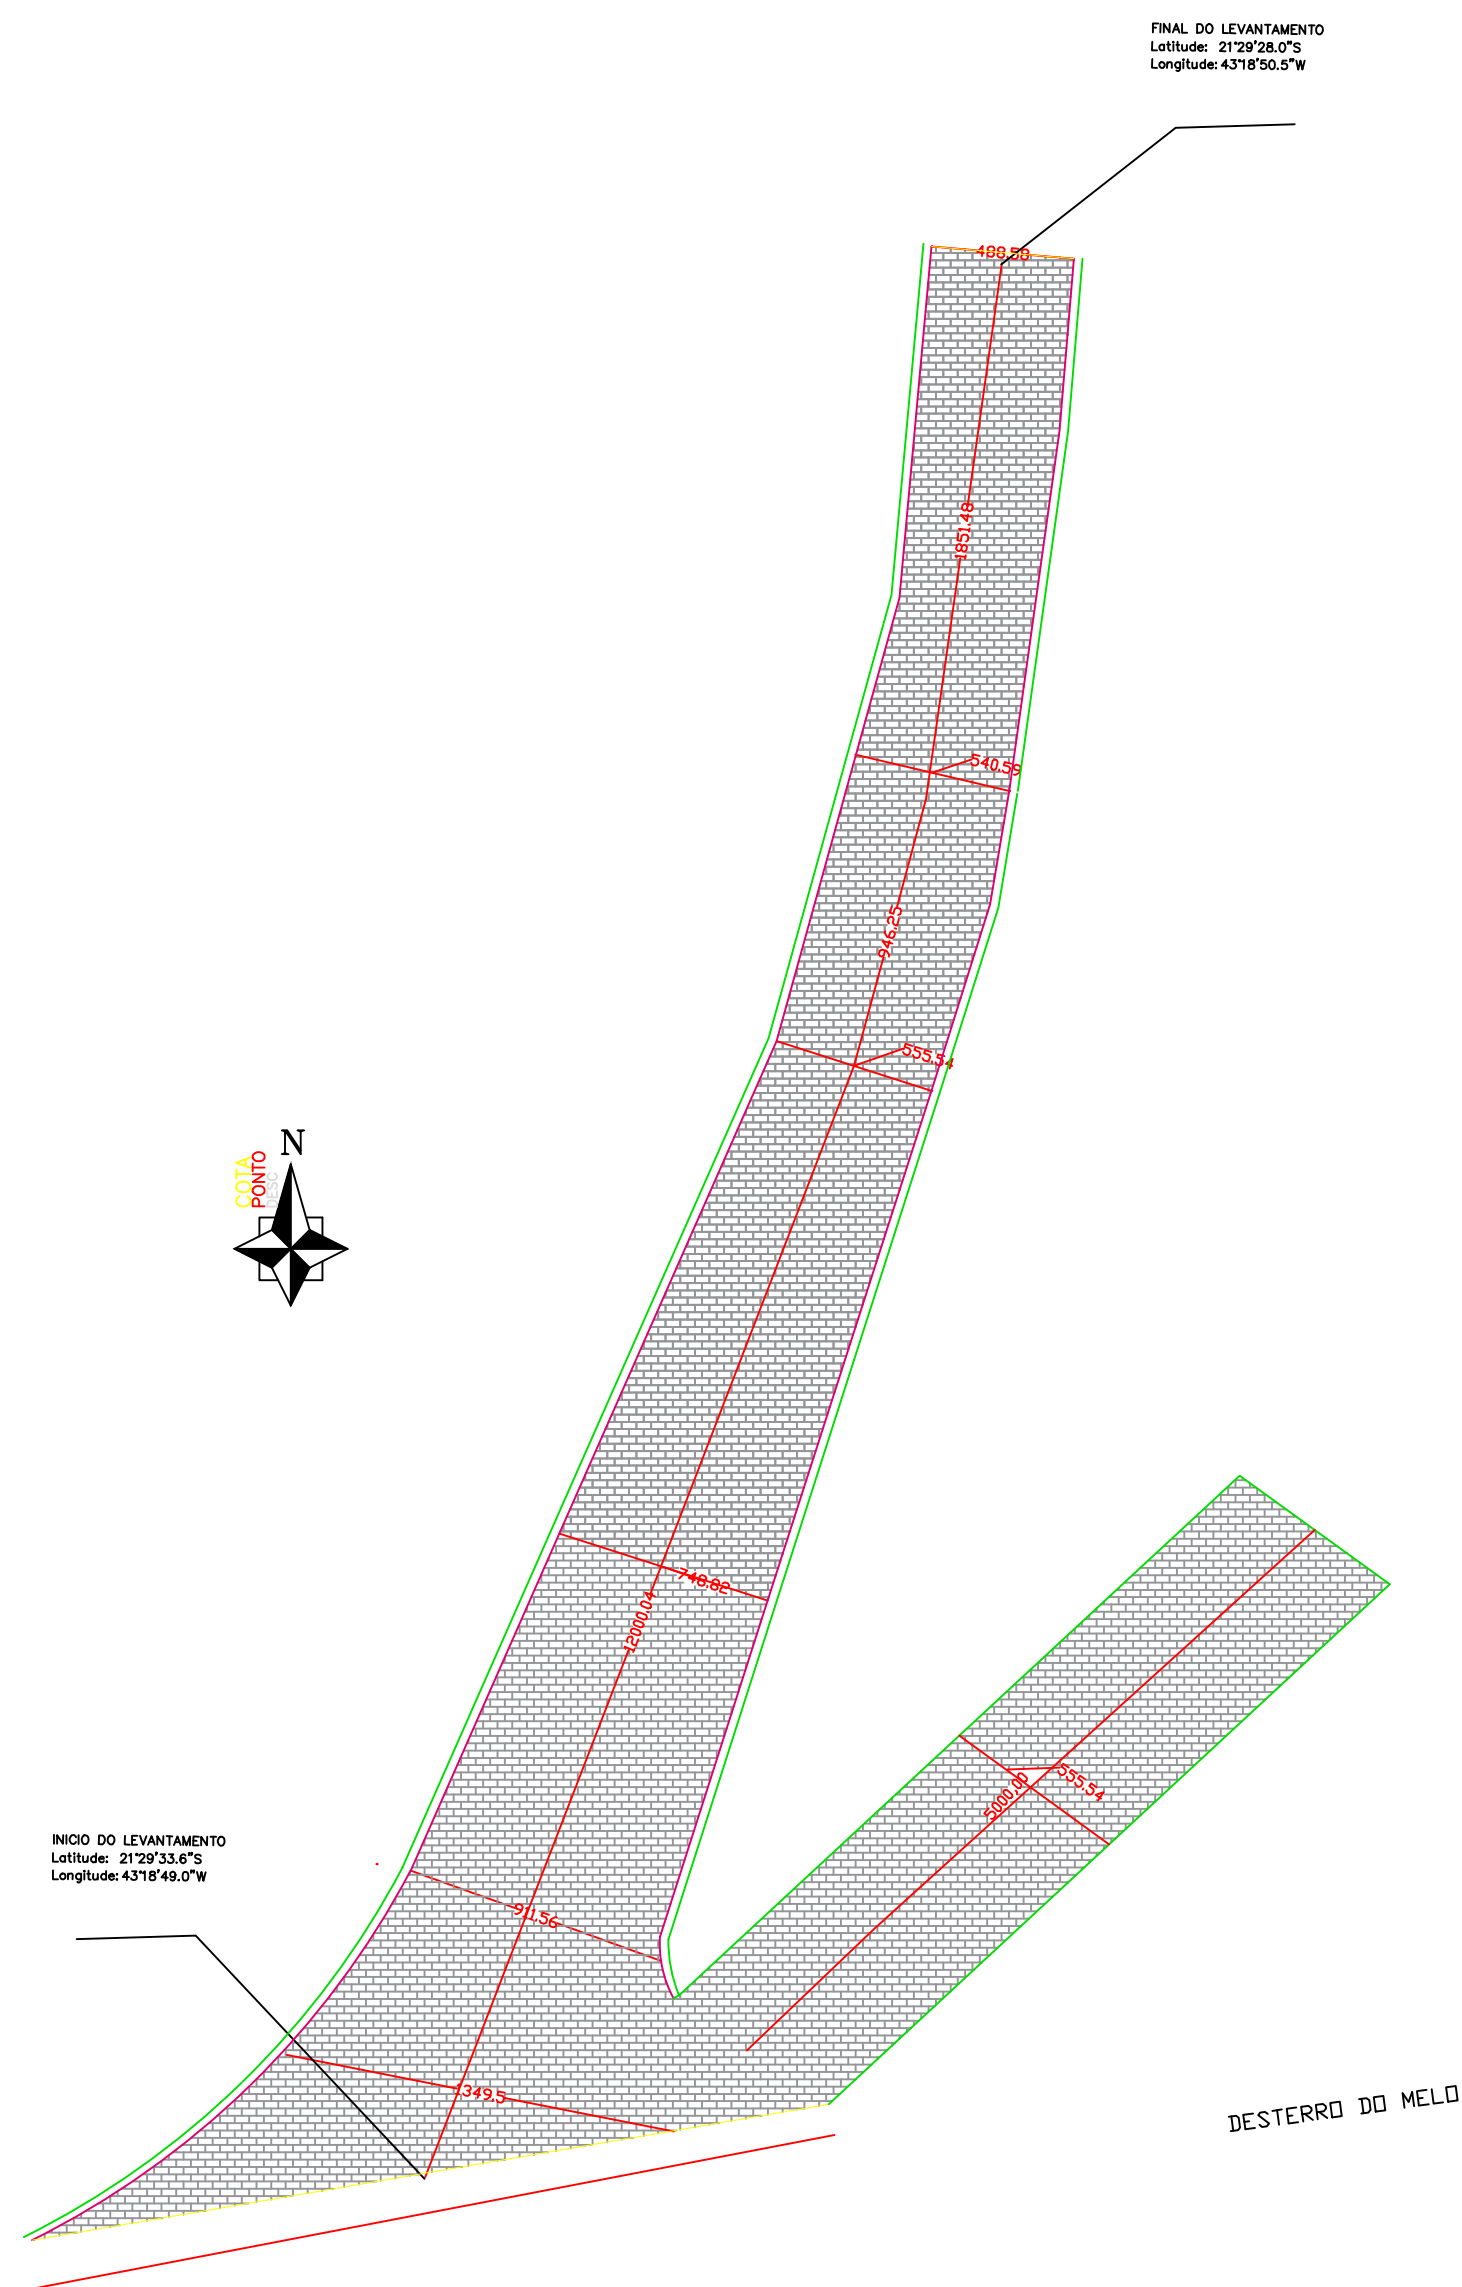 FINAL DO LEVANTAMENTO
Latitude: 21°29'28.0"S
Longitude: 43°18'50.5"W
488.58
1851.48
540.59
946.25
555.54
N
COTA
PONTO
DESC
748.82
12000.04
555.54
5000.00
INICIO DO LEVANTAMENTO
Latitude: 21°29'33.6"S
Longitude: 43°18'49.0"W
911.56
1349.5
DESTERRO DO MELO